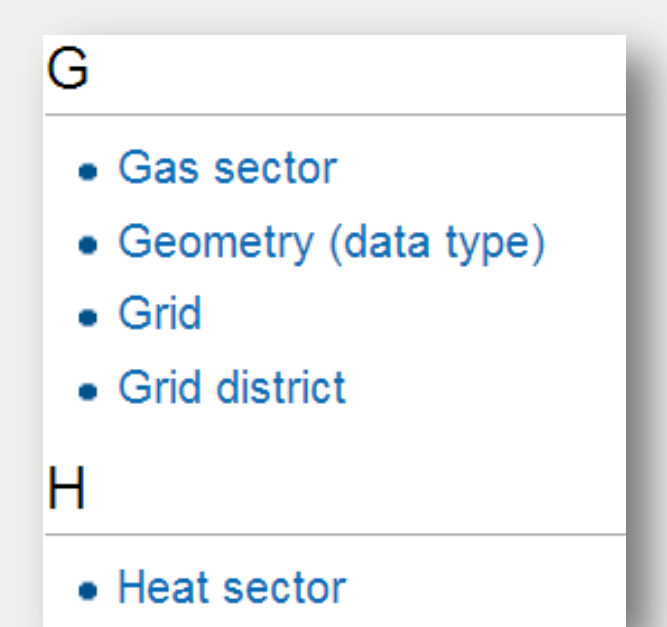 G
Gas sector
Geometry (data type)
Grid
Grid district
H
Heat sector